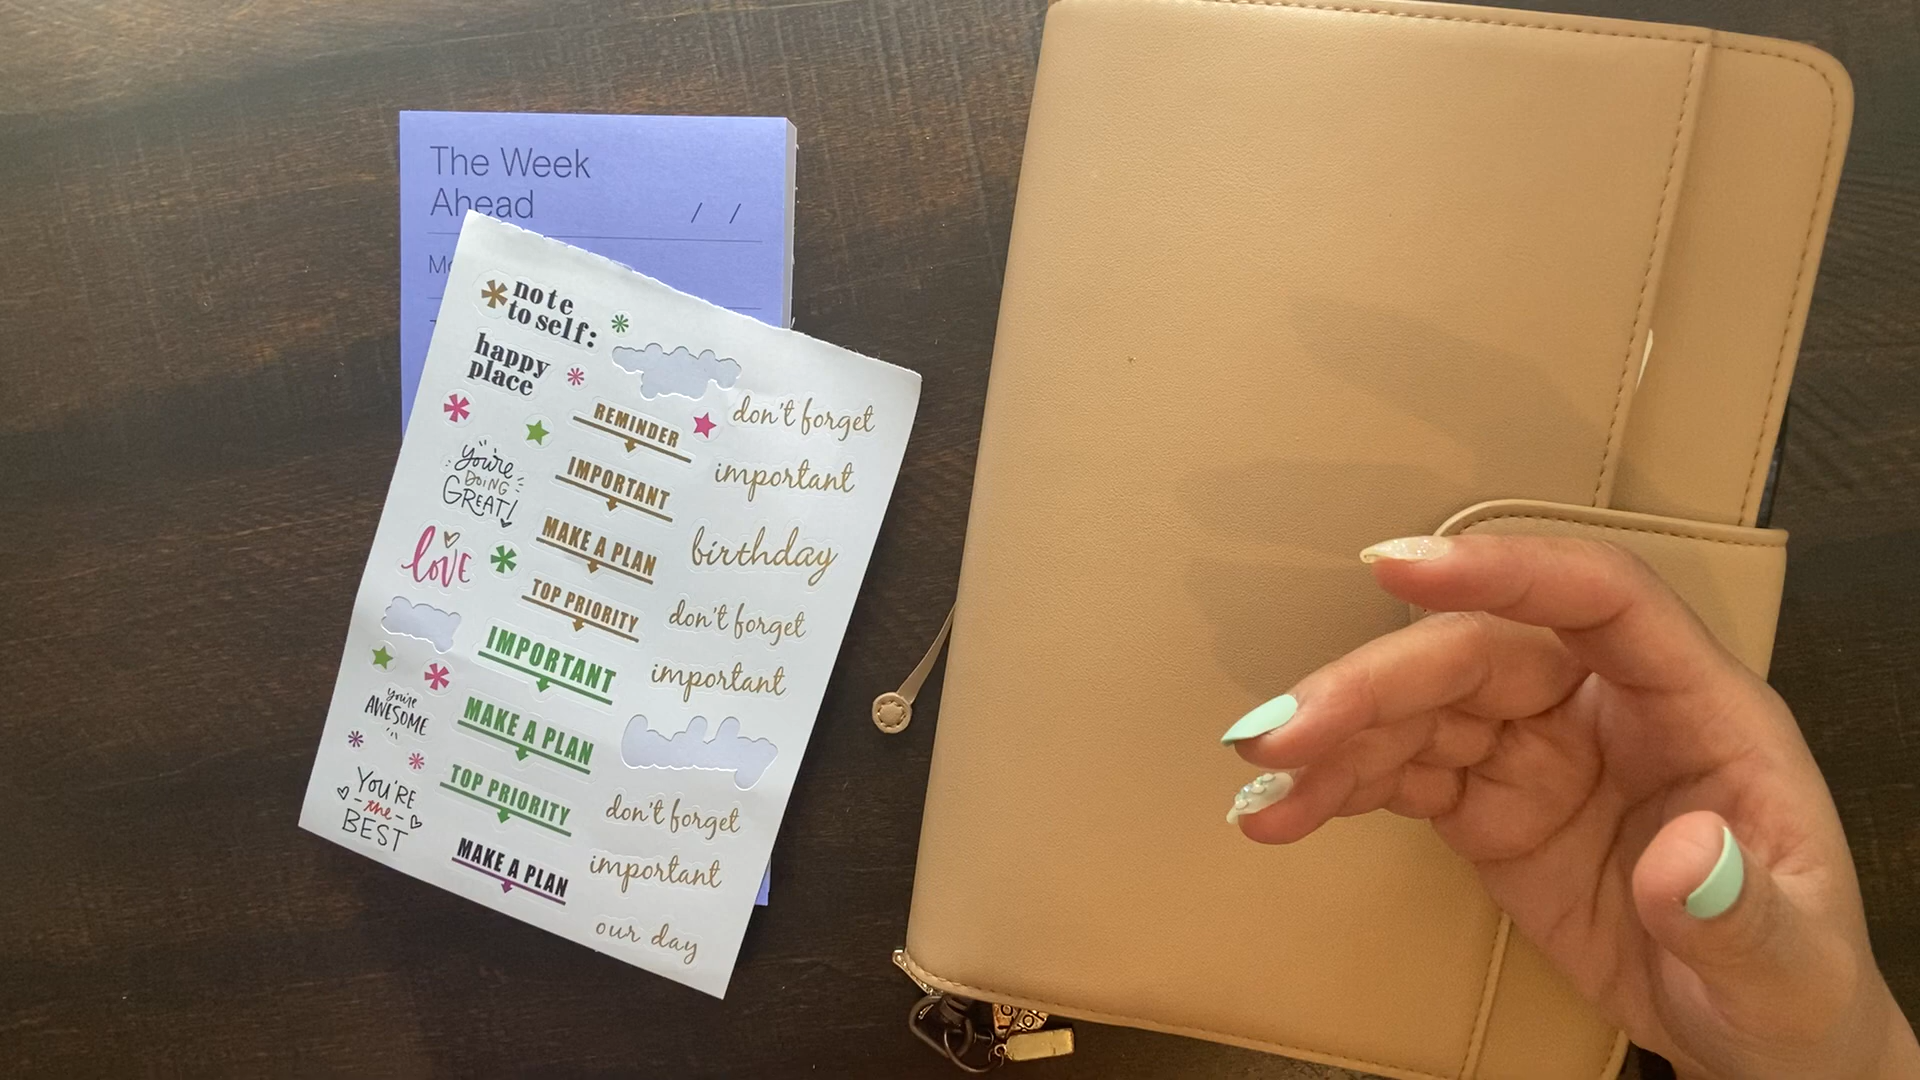 The Week
Ahead / /
note
to self:
happy
place
REMINDER
don't forget
IMPORTANT
important
you're
DOING
GREAT!
MAKE A PLAN
birthday
love
TOP PRIORITY
don't forget
IMPORTANT
important
you're
AWESOME
MAKE A PLAN
TOP PRIORITY
don't forget
YOU'RE
the
BEST
MAKE A PLAN
important
our day